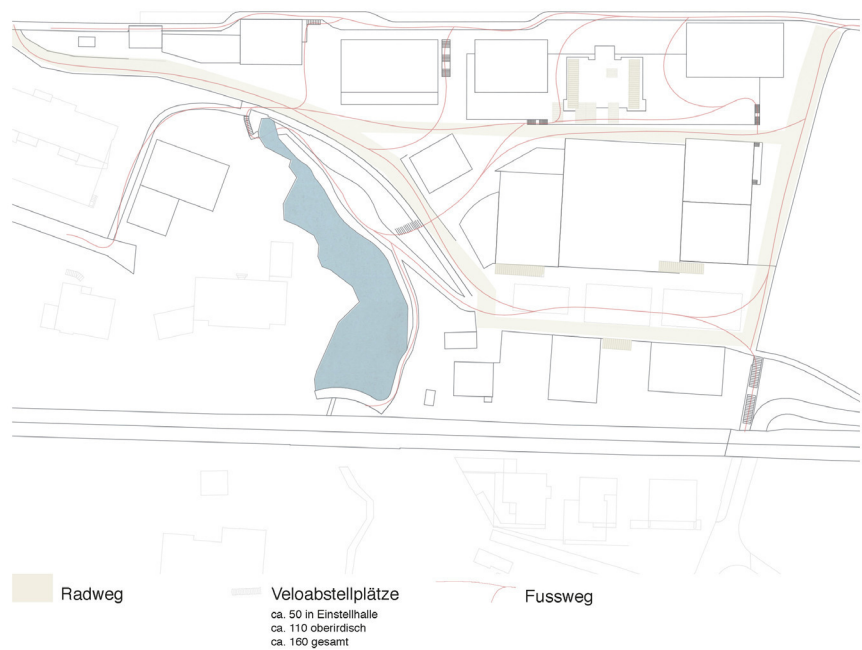 Radweg
Veloabstellplätze
ca. 50 in Einstellhalle
ca. 110 oberirdisch
ca. 160 gesamt
Fussweg